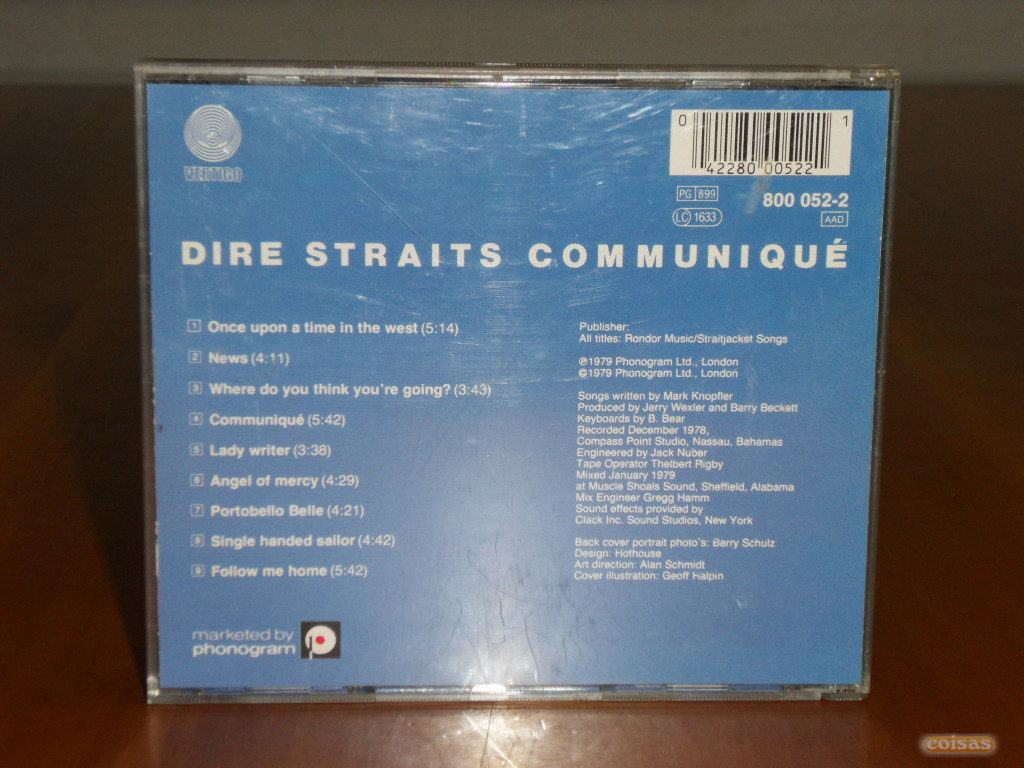 VERTIGO
0 42280 00522 1
PG 899
800 052-2
LC 1633
AAD
DIRE STRAITS COMMUNIQUÉ
1 Once upon a time in the west (5:14)
2 News (4:11)
3 Where do you think you're going? (3:43)
4 Communiqué (5:42)
5 Lady writer (3:38)
6 Angel of mercy (4:29)
7 Portobello Belle (4:21)
8 Single handed sailor (4:42)
9 Follow me home (5:42)
Publisher:
All titles: Rondor Music/Straitjacket Songs
℗1979 Phonogram Ltd., London
©1979 Phonogram Ltd., London
Songs written by Mark Knopfler
Produced by Jerry Wexler and Barry Beckett
Keyboards by B. Bear
Recorded December 1978,
Compass Point Studio, Nassau, Bahamas
Engineered by Jack Nuber
Tape Operator Thelbert Rigby
Mixed January 1979
at Muscle Shoals Sound, Sheffield, Alabama
Mix Engineer Gregg Hamm
Sound effects provided by
Clack Inc. Sound Studios, New York
Back cover portrait photo's: Barry Schulz
Design: Hothouse
Art direction: Alan Schmidt
Cover illustration: Geoff Halpin
marketed by
phonogram
coisas